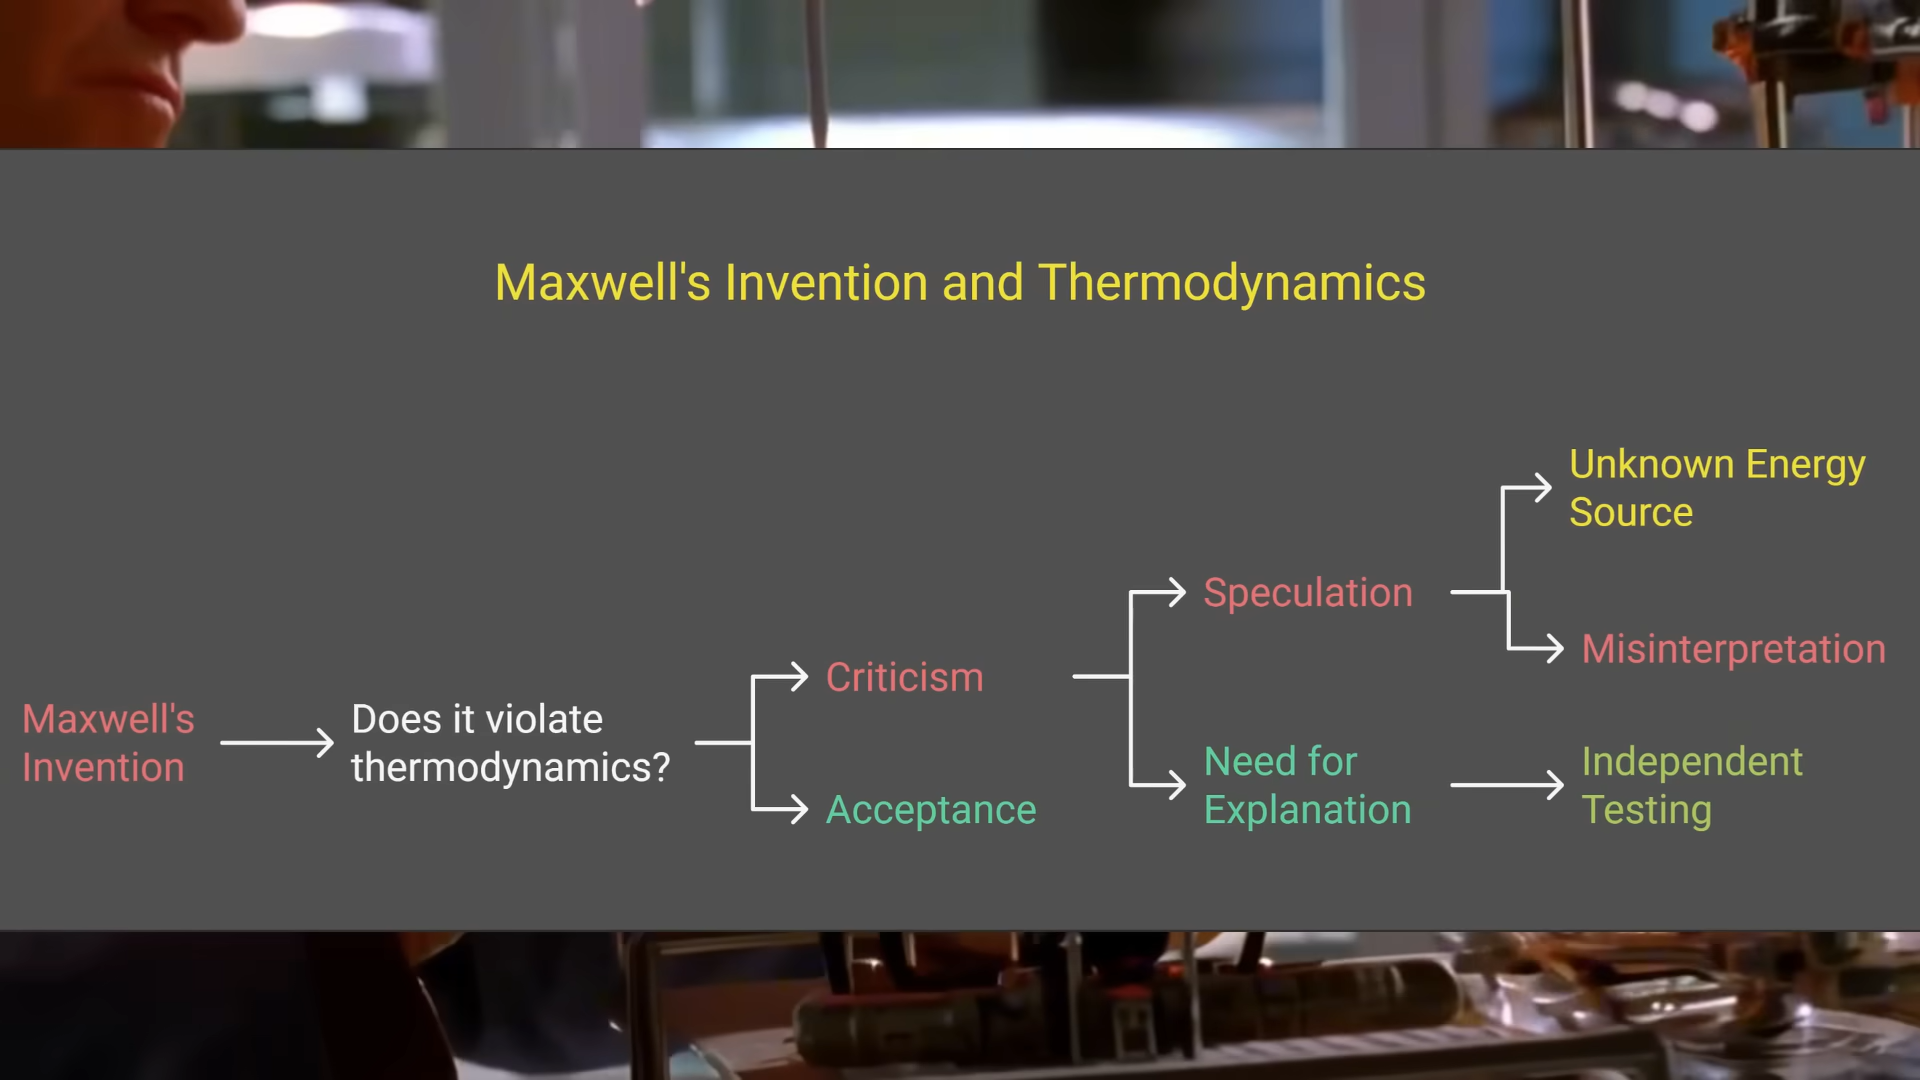 Maxwell's Invention and Thermodynamics
Maxwell's
Invention
Does it violate
thermodynamics?
Criticism
Acceptance
Speculation
Need for
Explanation
Unknown Energy
Source
Misinterpretation
Independent
Testing